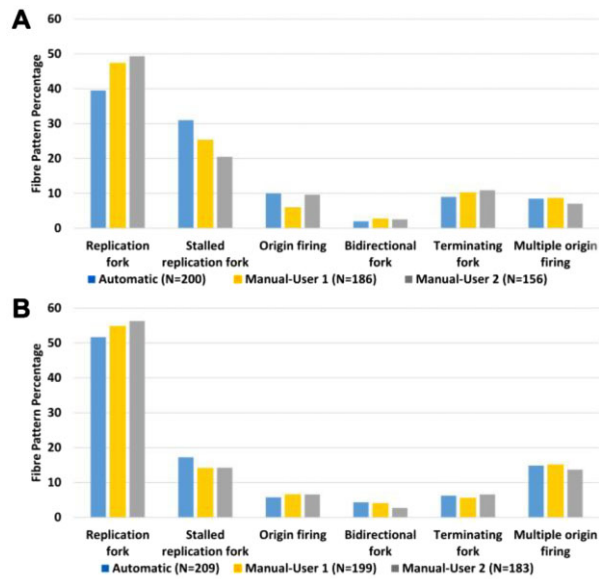 A
Fibre Pattern Percentage
60
50
40
30
20
10
0
Replication fork
Stalled replication fork
Origin firing
Bidirectional fork
Terminating fork
Multiple origin firing
Automatic (N=200) Manual-User 1 (N=186) Manual-User 2 (N=156)
B
Fibre Pattern Percentage
60
50
40
30
20
10
0
Replication fork
Stalled replication fork
Origin firing
Bidirectional fork
Terminating fork
Multiple origin firing
Automatic (N=209) Manual-User 1 (N=199) Manual-User 2 (N=183)